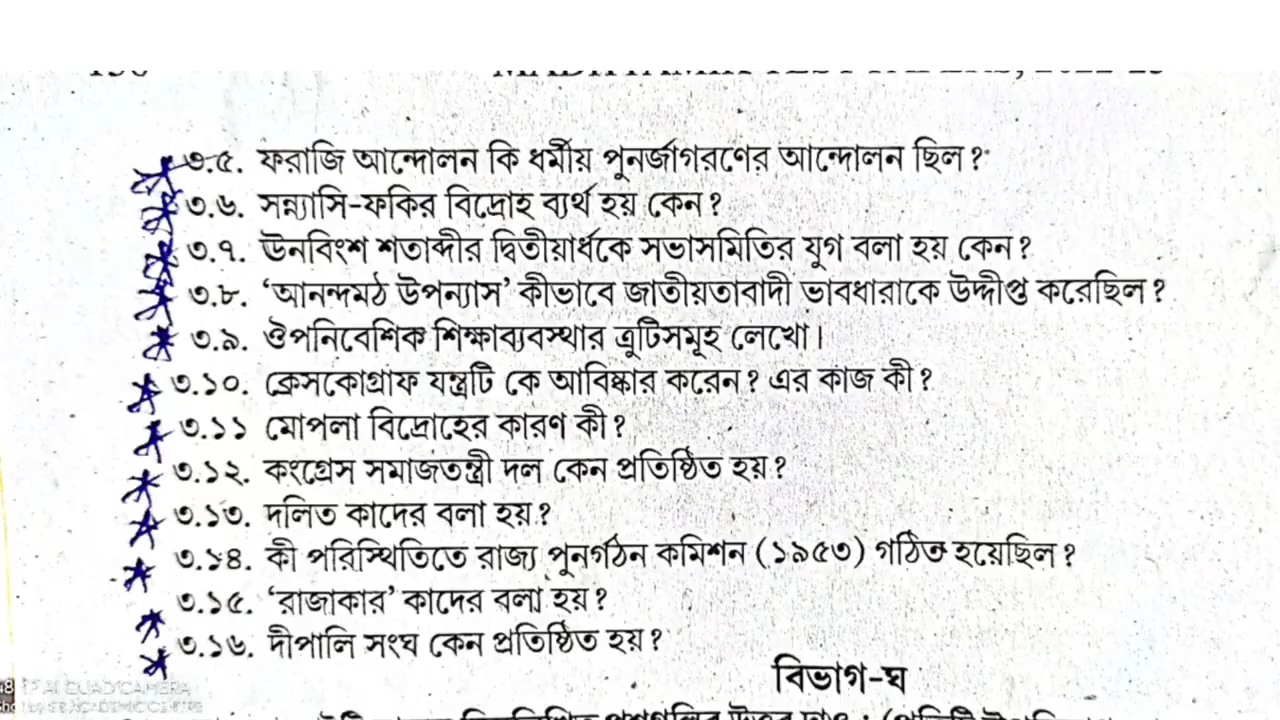 ৩.৫. ফরাজি আন্দোলন কি ধর্মীয় পুনর্জাগরণের আন্দোলন ছিল?
৩.৬. সন্ন্যাসি-ফকির বিদ্রোহ ব্যর্থ হয় কেন?
৩.৭. ঊনবিংশ শতাব্দীর দ্বিতীয়ার্ধকে সভাসমিতির যুগ বলা হয় কেন?
৩.৮. ‘আনন্দমঠ উপন্যাস’ কীভাবে জাতীয়তাবাদী ভাবধারাকে উদ্দীপ্ত করেছিল?
৩.৯. ঔপনিবেশিক শিক্ষাব্যবস্থার ত্রুটিসমূহ লেখো।
৩.১০. ক্রেসকোগ্রাফ যন্ত্রটি কে আবিষ্কার করেন? এর কাজ কী?
৩.১১ মোপলা বিদ্রোহের কারণ কী?
৩.১২. কংগ্রেস সমাজতন্ত্রী দল কেন প্রতিষ্ঠিত হয়?
৩.১৩. দলিত কাদের বলা হয়?
৩.১৪. কী পরিস্থিতিতে রাজ্য পুনর্গঠন কমিশন (১৯৫৩) গঠিত হয়েছিল?
৩.১৫. ‘রাজাকার’ কাদের বলা হয়?
৩.১৬. দীপালি সংঘ কেন প্রতিষ্ঠিত হয়?
বিভাগ-ঘ
AI QUAD CAMERA